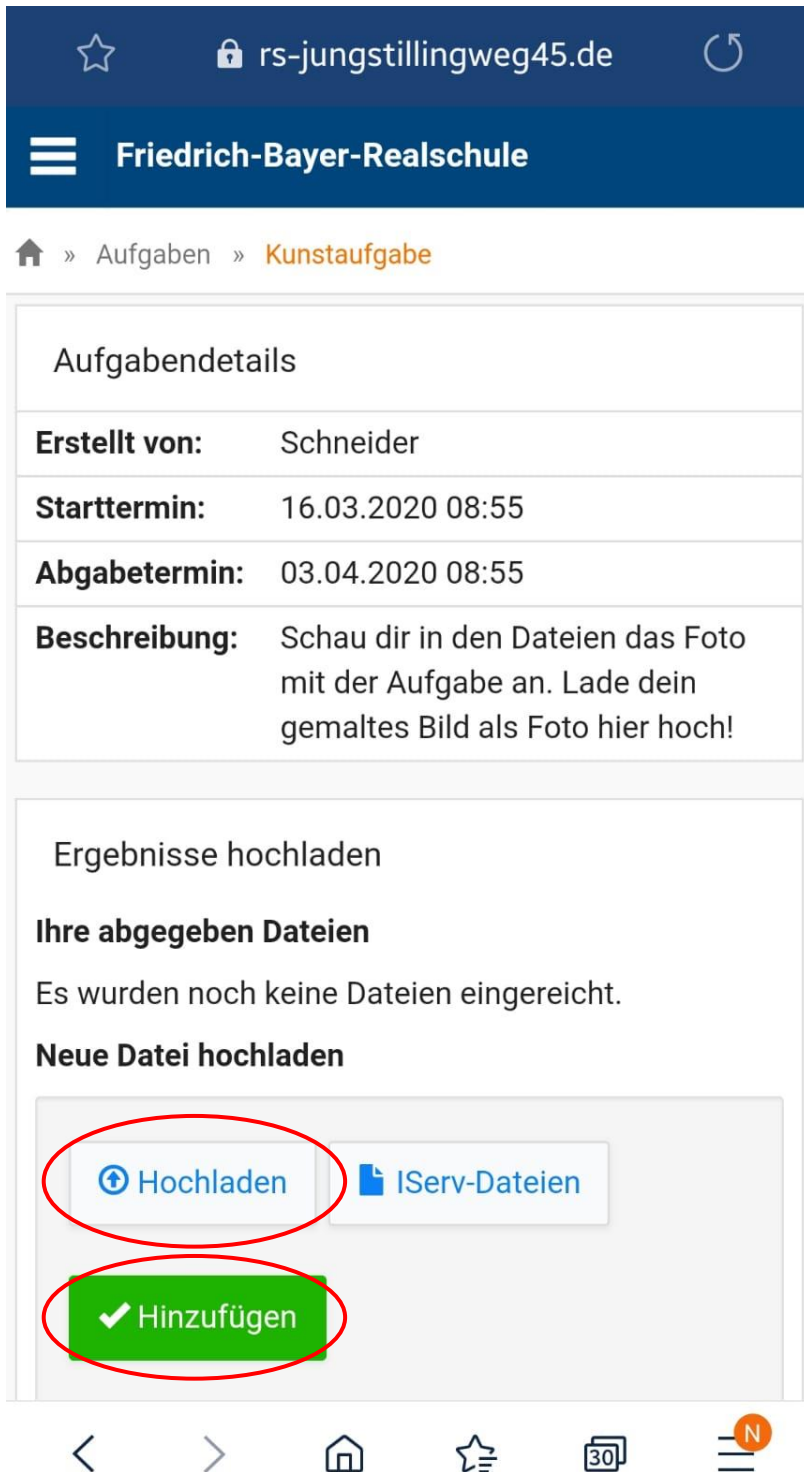 rs-jungstillingweg45.de
Friedrich-Bayer-Realschule
» Aufgaben » Kunstaufgabe
Aufgabendetails
Erstellt von: Schneider
Starttermin: 16.03.2020 08:55
Abgabetermin: 03.04.2020 08:55
Beschreibung: Schau dir in den Dateien das Foto
mit der Aufgabe an. Lade dein
gemaltes Bild als Foto hier hoch!
Ergebnisse hochladen
Ihre abgegeben Dateien
Es wurden noch keine Dateien eingereicht.
Neue Datei hochladen
Hochladen IServ-Dateien
Hinzufügen
30 N